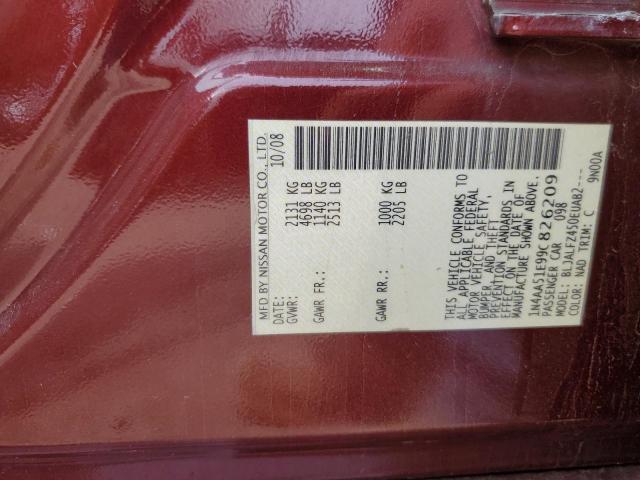 MFD BY NISSAN MOTOR CO., LTD.
DATE: 10/08
GVWR: 2131 KG
4698 LB
GAWR FR.: 1140 KG
2513 LB
GAWR RR.: 1000 KG
2205 LB
THIS VEHICLE CONFORMS TO
ALL APPLICABLE FEDERAL
MOTOR VEHICLE SAFETY,
BUMPER, AND THEFT
PREVENTION STANDARDS IN
EFFECT ON THE DATE OF
MANUFACTURE SHOWN ABOVE.
1N4AA51E99C826209
PASSENGER CAR 098
MODEL: BLJALFZ450EUAB2---
COLOR: NAD TRIM: C 9N00A